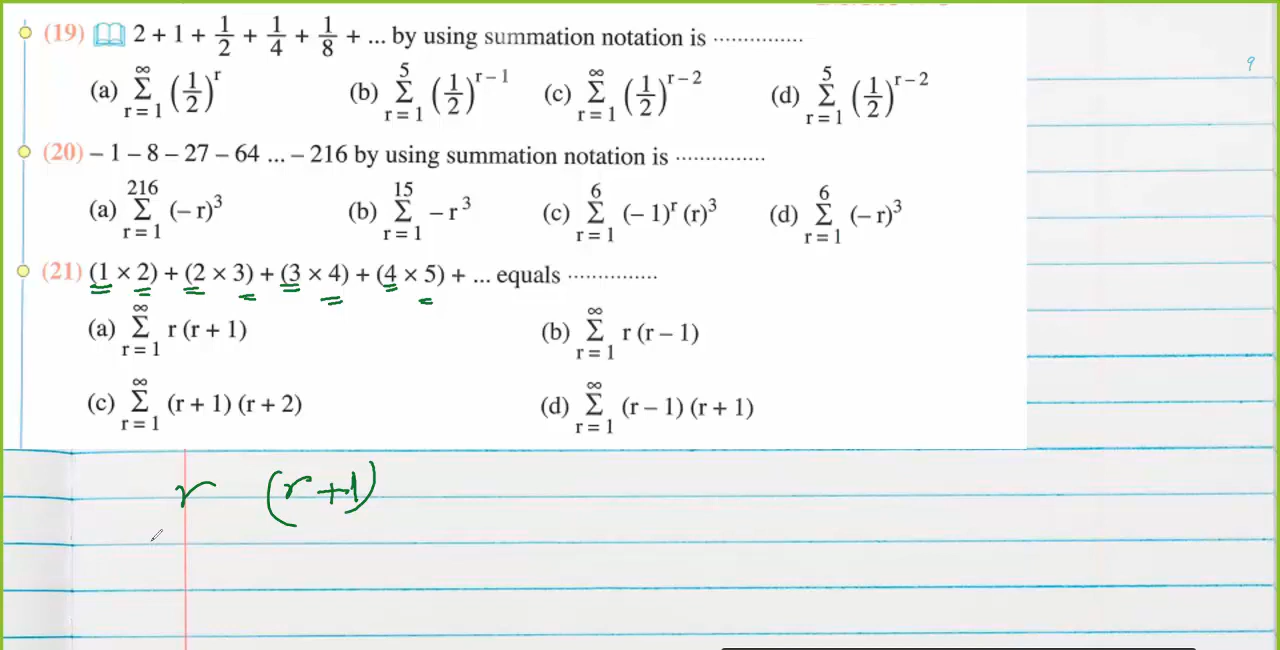 9
(19) 2 + 1 + 1/2 + 1/4 + 1/8 + ... by using summation notation is ...............
(a) ∞ Σ r = 1 (1/2)^r (b) 5 Σ r = 1 (1/2)^(r – 1) (c) ∞ Σ r = 1 (1/2)^(r – 2) (d) 5 Σ r = 1 (1/2)^(r – 2)
(20) – 1 – 8 – 27 – 64 ... – 216 by using summation notation is ...............
(a) 216 Σ r = 1 (– r)³ (b) 15 Σ r = 1 – r³ (c) 6 Σ r = 1 (– 1)^r (r)³ (d) 6 Σ r = 1 (– r)³
(21) (1 × 2) + (2 × 3) + (3 × 4) + (4 × 5) + ... equals ...............
(a) ∞ Σ r = 1 r (r + 1) (b) ∞ Σ r = 1 r (r – 1)
(c) ∞ Σ r = 1 (r + 1) (r + 2) (d) ∞ Σ r = 1 (r – 1) (r + 1)
r (r + 1)